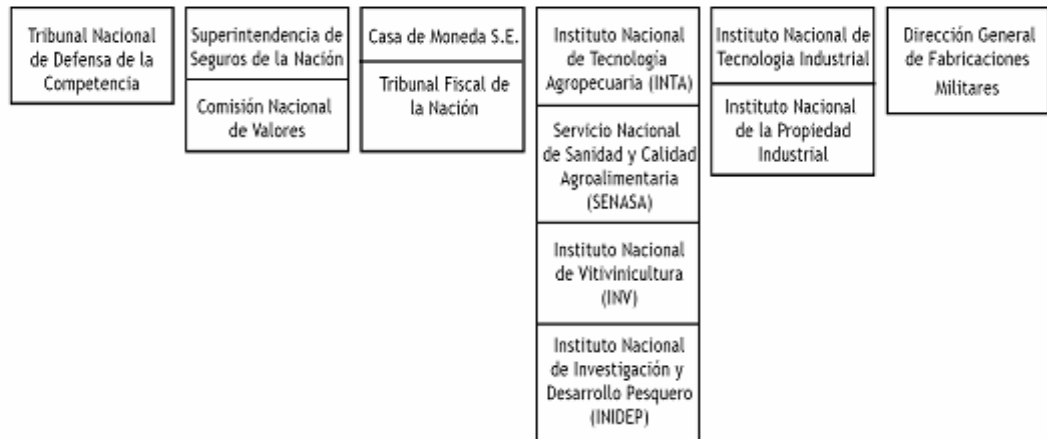 Tribunal Nacional
de Defensa de la
Competencia
Superintendencia de
Seguros de la Nación
Comisión Nacional
de Valores
Casa de Moneda S.E.
Tribunal Fiscal de
la Nación
Instituto Nacional
de Tecnología
Agropecuaria (INTA)
Servicio Nacional
de Sanidad y Calidad
Agroalimentaria
(SENASA)
Instituto Nacional
de Vitivinicultura
(INV)
Instituto Nacional
de Investigación y
Desarrollo Pesquero
(INIDEP)
Instituto Nacional de
Tecnologia Industrial
Instituto Nacional
de la Propiedad
Industrial
Dirección General
de Fabricaciones
Militares